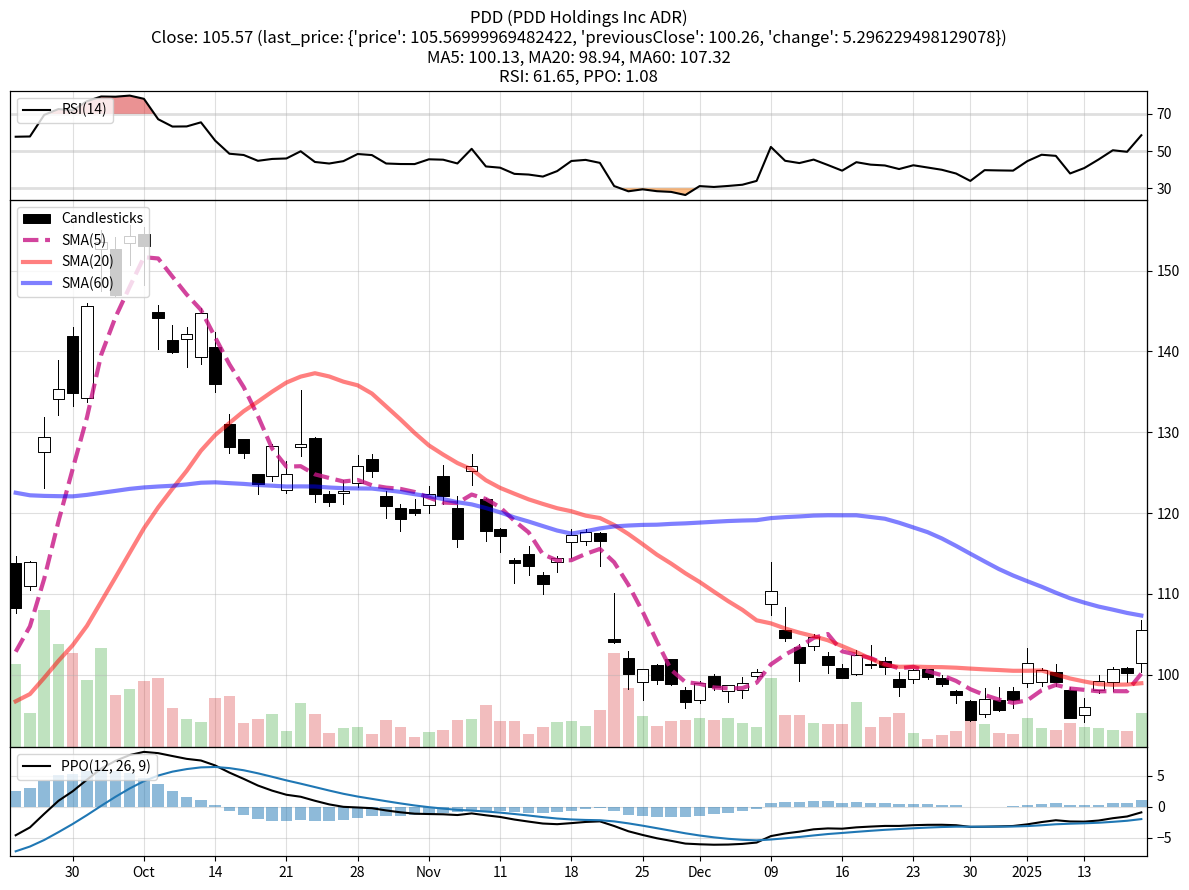 PDD (PDD Holdings Inc ADR)
Close: 105.57 (last_price: {'price': 105.56999969482422, 'previousClose': 100.26, 'change': 5.296229498129078})
MA5: 100.13, MA20: 98.94, MA60: 107.32
RSI: 61.65, PPO: 1.08
RSI(14)
70
50
30
Candlesticks
SMA(5)
SMA(20)
SMA(60)
150
140
130
120
110
100
PPO(12, 26, 9)
5
0
−5
30 Oct 14 21 28 Nov 11 18 25 Dec 09 16 23 30 2025 13